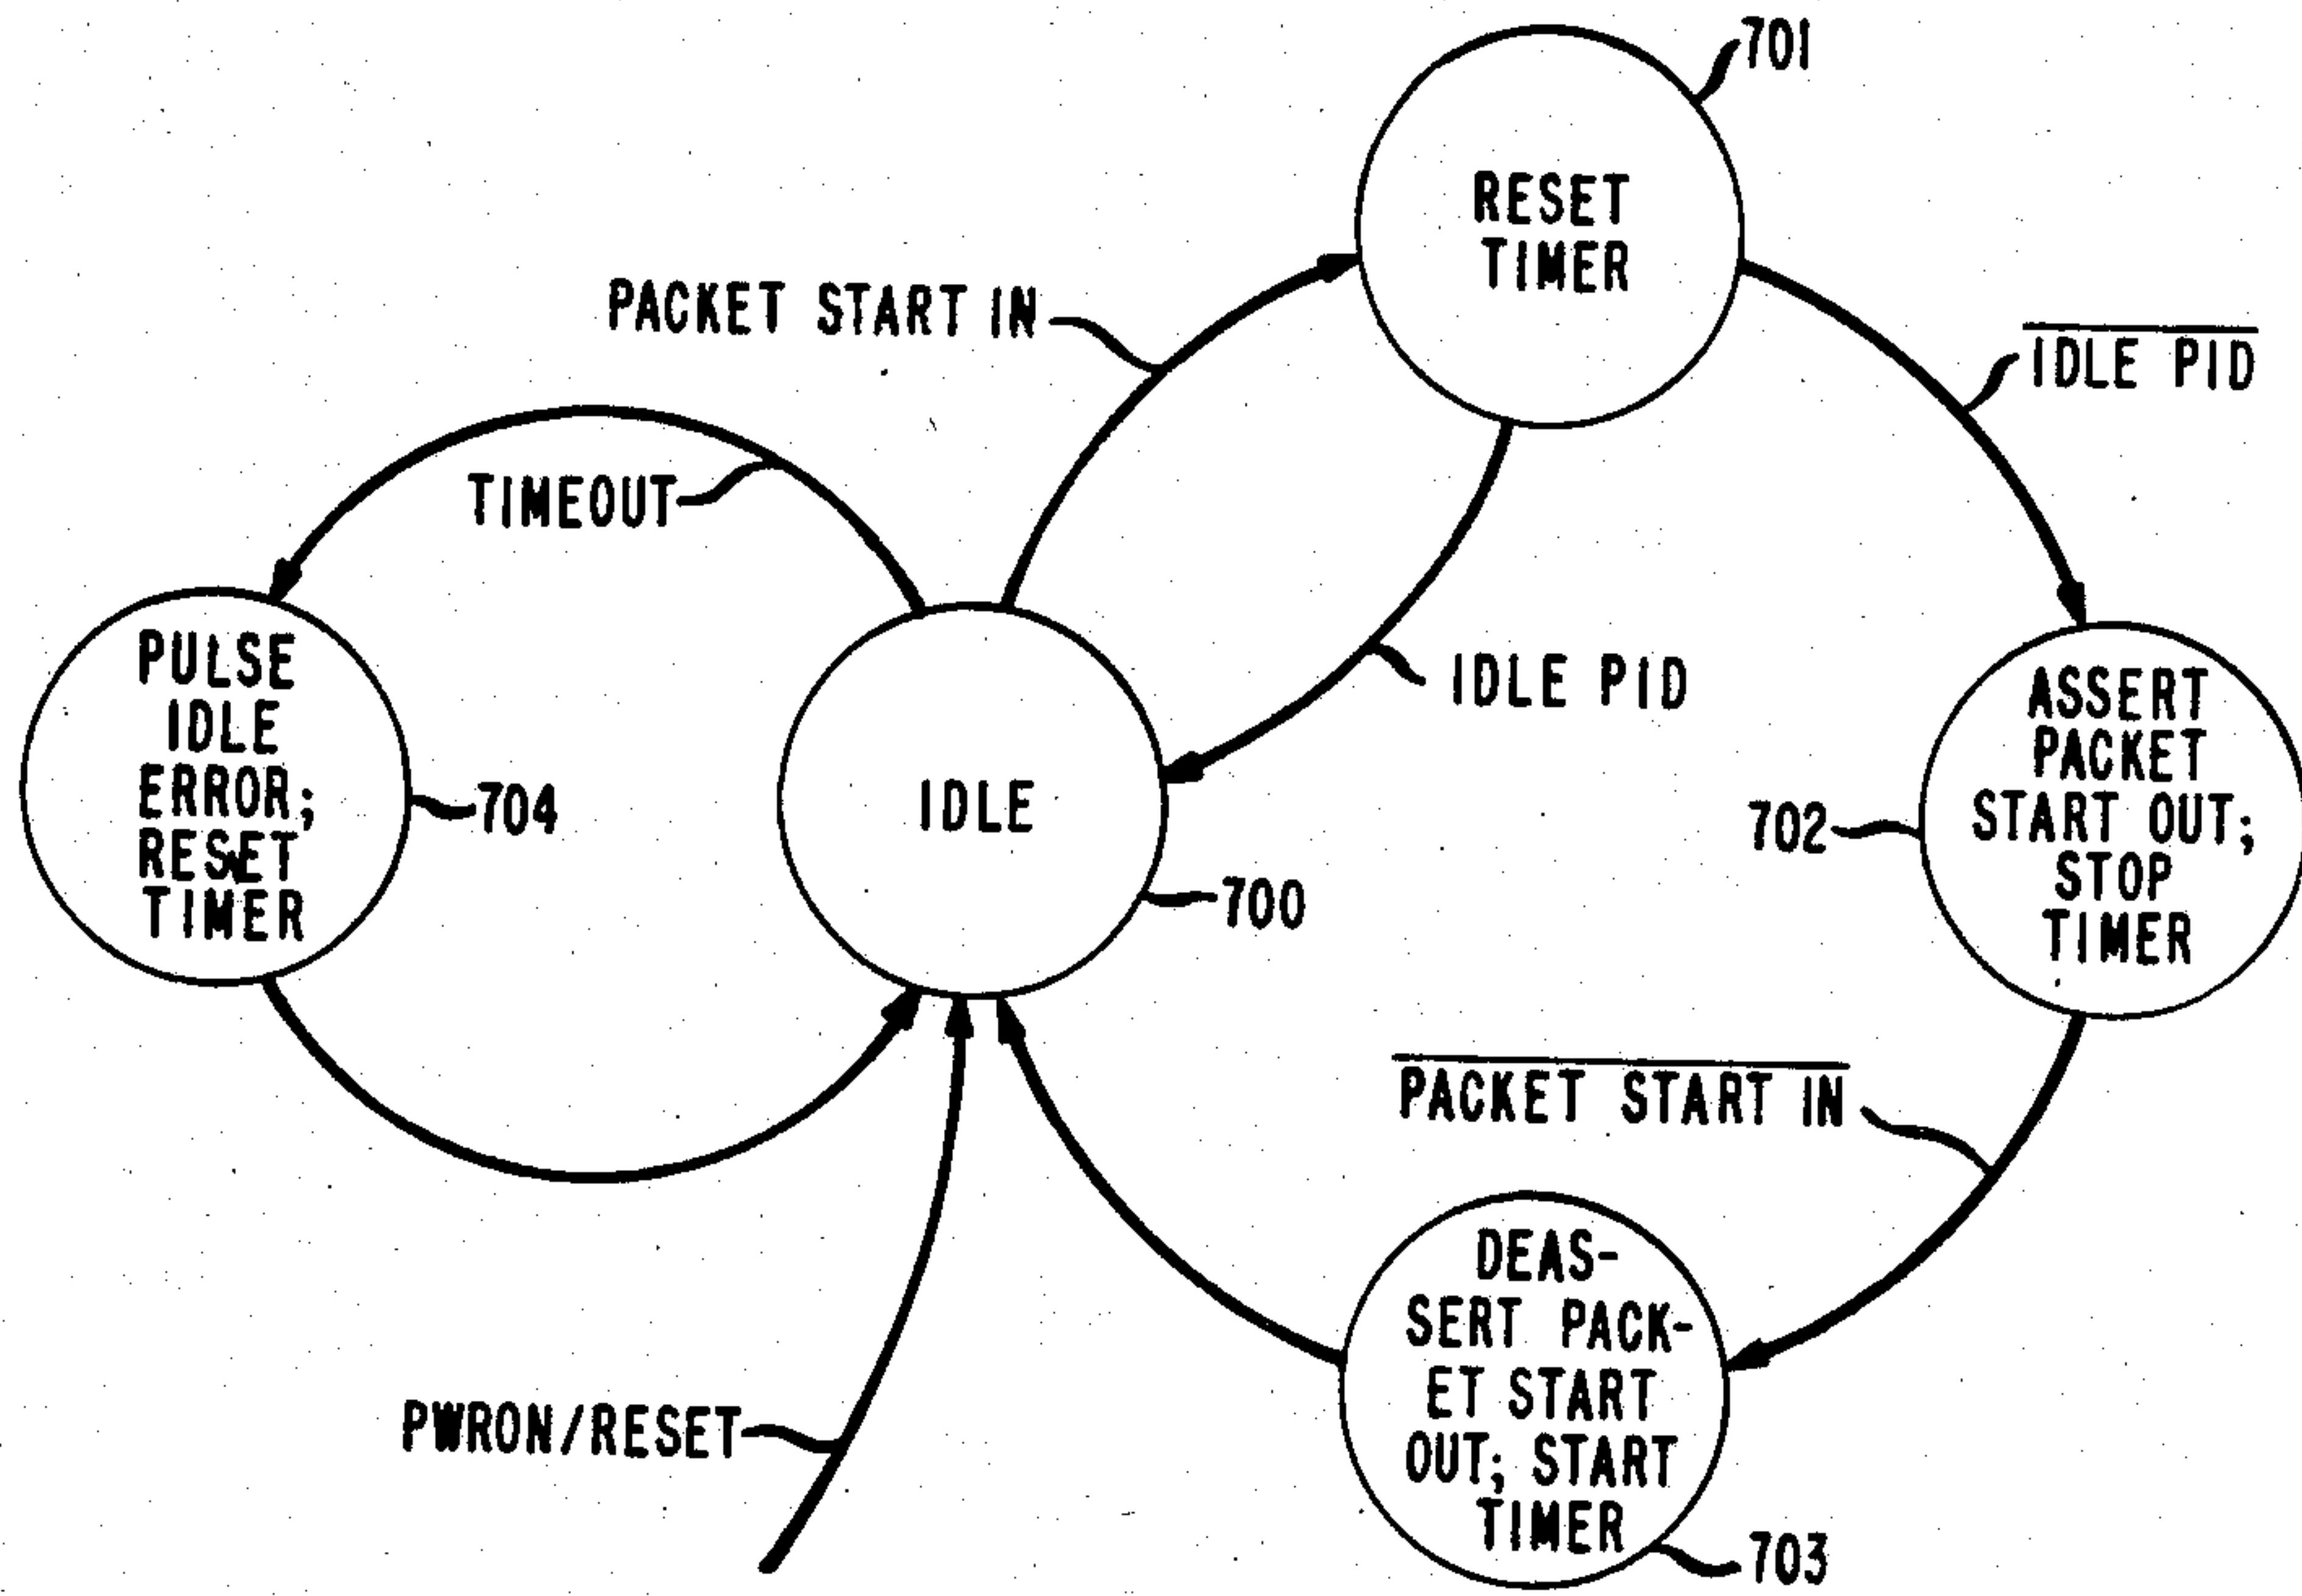 701
RESET
TIMER
PACKET START IN
IDLE PID
TIMEOUT
PULSE
IDLE
ERROR;
RESET
TIMER
704
IDLE
700
IDLE PID
ASSERT
PACKET
START OUT;
STOP
TIMER
702
PACKET START IN
DEAS-
SERT PACK-
ET START
OUT; START
TIMER
703
PWRON/RESET